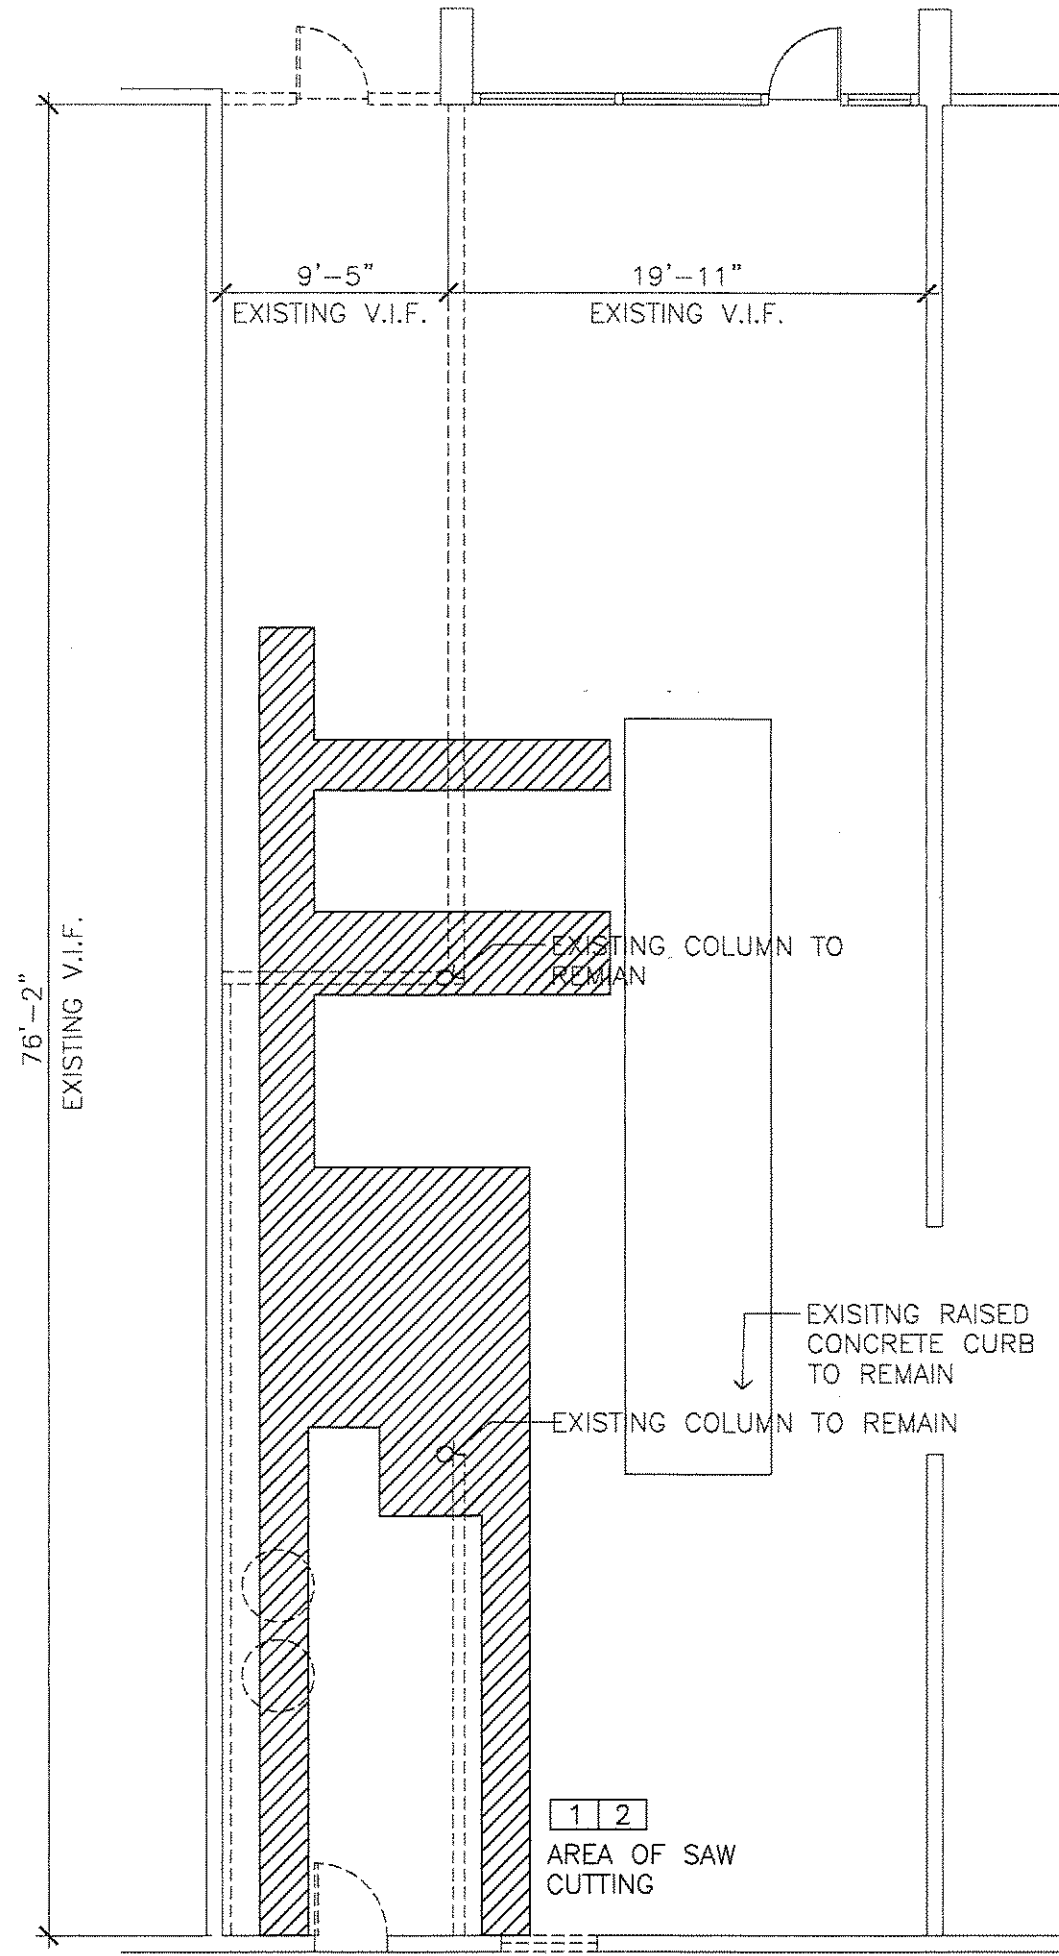 9'-5"
EXISTING V.I.F.
19'-11"
EXISTING V.I.F.
76'-2"
EXISTING V.I.F.
EXISTING COLUMN TO
REMIAN
EXISITNG RAISED
CONCRETE CURB
TO REMAIN
EXISTING COLUMN TO REMAIN
1 2
AREA OF SAW
CUTTING